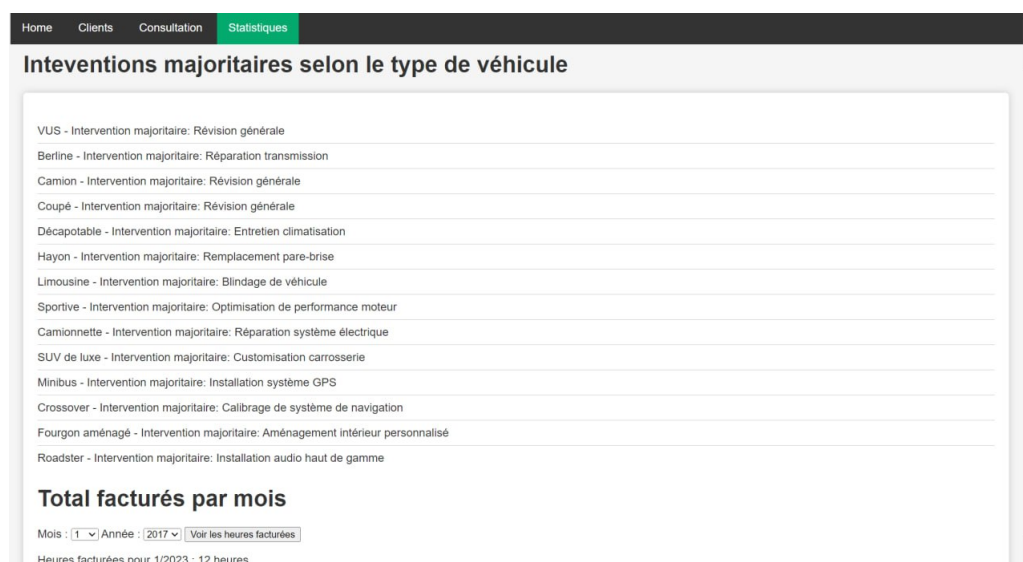 Home Clients Consultation Statistiques
Inteventions majoritaires selon le type de véhicule
VUS - Intervention majoritaire: Révision générale
Berline - Intervention majoritaire: Réparation transmission
Camion - Intervention majoritaire: Révision générale
Coupé - Intervention majoritaire: Révision générale
Décapotable - Intervention majoritaire: Entretien climatisation
Hayon - Intervention majoritaire: Remplacement pare-brise
Limousine - Intervention majoritaire: Blindage de véhicule
Sportive - Intervention majoritaire: Optimisation de performance moteur
Camionnette - Intervention majoritaire: Réparation système électrique
SUV de luxe - Intervention majoritaire: Customisation carrosserie
Minibus - Intervention majoritaire: Installation système GPS
Crossover - Intervention majoritaire: Calibrage de système de navigation
Fourgon aménagé - Intervention majoritaire: Aménagement intérieur personnalisé
Roadster - Intervention majoritaire: Installation audio haut de gamme
Total facturés par mois
Mois : 1 Année : 2017 Voir les heures facturées
Heures facturées pour 1/2023 : 12 heures